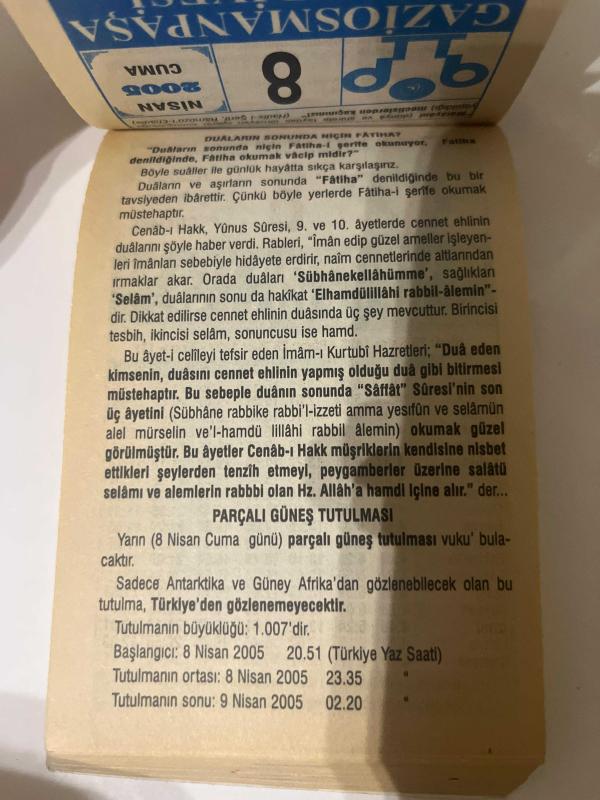 GAZİOSMANPAŞA
8
NİSAN
2005
CUMA
DUÂLARIN SONUNDA NİÇİN FÂTİHA?
"Duâların sonunda niçin Fâtiha-i şerîfe okunuyor, Fatiha
denildiğinde, Fâtiha okumak vâcip midir?"
Böyle suâller ile günlük hayâtta sıkça karşılaşırız.
Duâların ve aşırların sonunda "Fâtiha" denildiğinde bu bir
tavsiyeden ibârettir. Çünkü böyle yerlerde Fâtiha-i şerîfe okumak
müstehaptır.
Cenâb-ı Hakk, Yûnus Sûresi, 9. ve 10. âyetlerde cennet ehlinin
duâlarını şöyle haber verdi. Rableri, "Îmân edip güzel ameller işleyen-
leri îmânları sebebiyle hidâyete erdirir, naîm cennetlerinde altlarından
ırmaklar akar. Orada duâları 'Sübhânekellâhümme', sağlıkları
'Selâm', duâlarının sonu da hakîkat 'Elhamdülillâhi rabbil-âlemin"-
dir. Dikkat edilirse cennet ehlinin duâsında üç şey mevcuttur. Birincisi
tesbih, ikincisi selâm, sonuncusu ise hamd.
Bu âyet-i celîleyi tefsir eden İmâm-ı Kurtubî Hazretleri; "Duâ eden
kimsenin, duâsını cennet ehlinin yapmış olduğu duâ gibi bitirmesi
müstehaptır. Bu sebeple duânın sonunda "Sâffât" Sûresi'nin son
üç âyetini (Sübhâne rabbike rabbi'l-izzeti amma yesıfûn ve selâmün
alel mürselin ve'l-hamdü lillâhi rabbil âlemin) okumak güzel
görülmüştür. Bu âyetler Cenâb-ı Hakk müşriklerin kendisine nisbet
ettikleri şeylerden tenzîh etmeyi, peygamberler üzerine salâtü
selâmı ve alemlerin rabbbi olan Hz. Allâh'a hamdi içine alır." der...
PARÇALI GÜNEŞ TUTULMASI
Yarın (8 Nisan Cuma günü) parçalı güneş tutulması vuku' bula-
caktır.
Sadece Antarktika ve Güney Afrika'dan gözlenebilecek olan bu
tutulma, Türkiye'den gözlenemeyecektir.
Tutulmanın büyüklüğü: 1.007'dir.
Başlangıcı: 8 Nisan 2005 20.51 (Türkiye Yaz Saati)
Tutulmanın ortası: 8 Nisan 2005 23.35 "
Tutulmanın sonu: 9 Nisan 2005 02.20 "